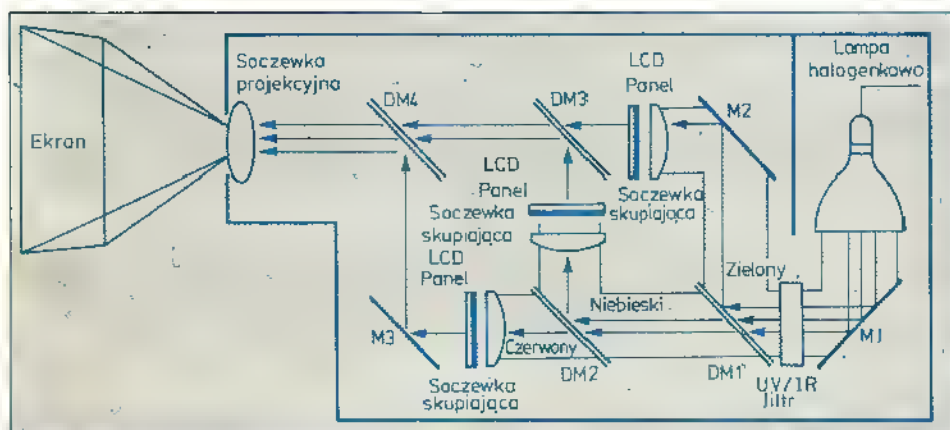 Lampa
halogenkowo
Soczewka
projekcyjna
LCD
Panel
DM4
DM3
M2
Ekran
LCD
Panel
Soczewka
skupiająca
Soczewka
skupiająca
LCD
Panel
Zielony
Niebieski
M3
Czerwony
M1
DM2
DM1
UV/IR
filtr
Soczewka
skupiająca